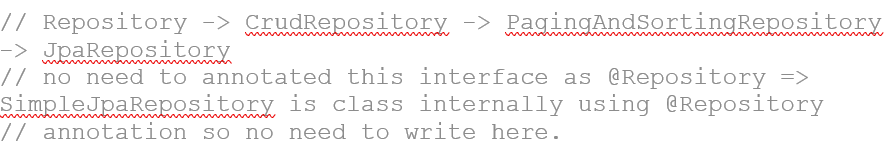 // Repository -> CrudRepository -> PagingAndSortingRepository
-> JpaRepository
// no need to annotated this interface as @Repository =>
SimpleJpaRepository is class internally using @Repository
// annotation so no need to write here.